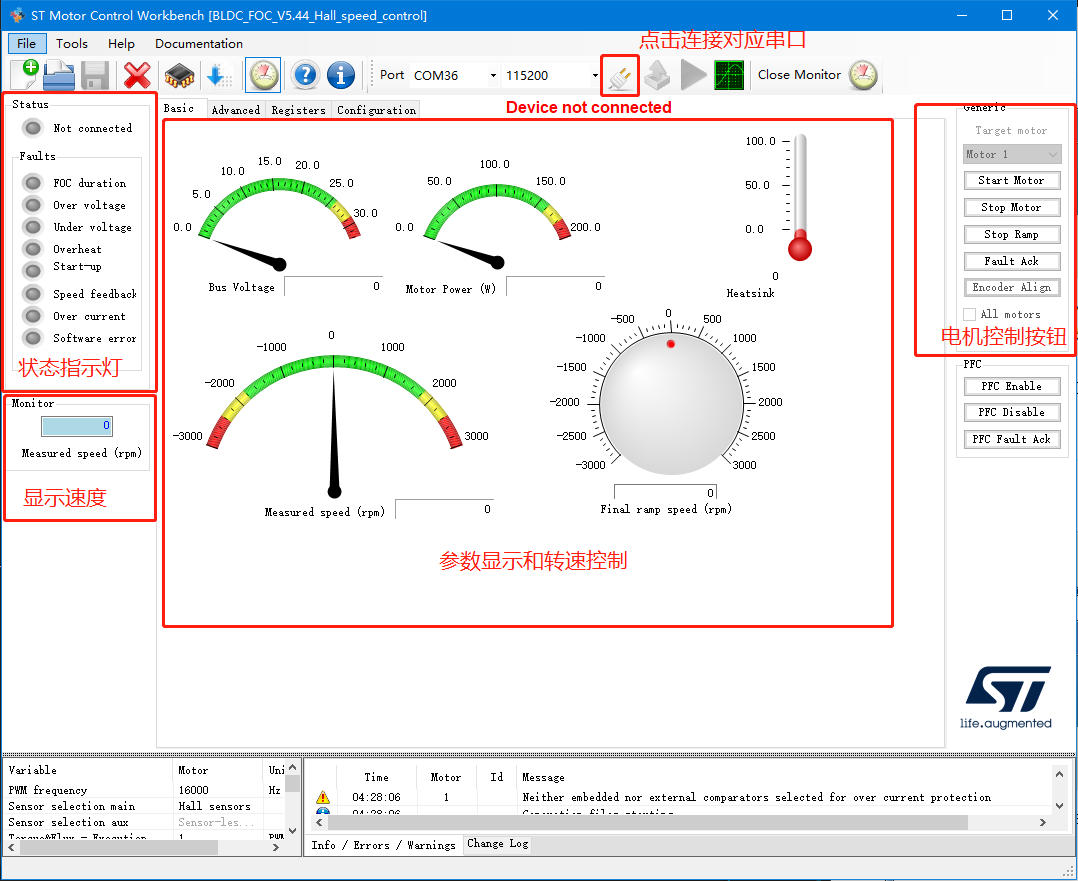 ST Motor Control Workbench [BLDC_FOC_V5.44_Hall_speed_control]
File Tools Help Documentation
点击连接对应串口
Port COM36 115200 Close Monitor
Device not connected
Status
Not connected
Faults
FOC duration
Over voltage
Under voltage
Overheat
Start-up
Speed feedback
Over current
Software error
状态指示灯
Monitor
0
Measured speed (rpm)
显示速度
Basic Advanced Registers Configuration
0.0 5.0 10.0 15.0 20.0 25.0 30.0
Bus Voltage 0
0.0 50.0 100.0 150.0 200.0
Motor Power (W) 0
100.0
50.0
0.0
0
Heatsink
-3000 -2000 -1000 0 1000 2000 3000
Measured speed (rpm) 0
-3000 -2500 -2000 -1500 -1000 -500 0 500 1000 1500 2000 2500 3000
0
Final ramp speed (rpm)
参数显示和转速控制
Generic
Target motor
Motor 1
Start Motor
Stop Motor
Stop Ramp
Fault Ack
Encoder Align
All motors
电机控制按钮
PFC
PFC Enable
PFC Disable
PFC Fault Ack
ST
life.augmented
Variable Motor Uni
PWM frequency 16000 Hz
Sensor selection main Hall sensors
Sensor selection aux Sensor-les...
Torque&Flux - Execution 1 PWM
Time Motor Id Message
04:28:06 1 Neither embedded nor external comparators selected for over current protection
04:28:06 Generation files starting
Info / Errors / Warnings Change Log